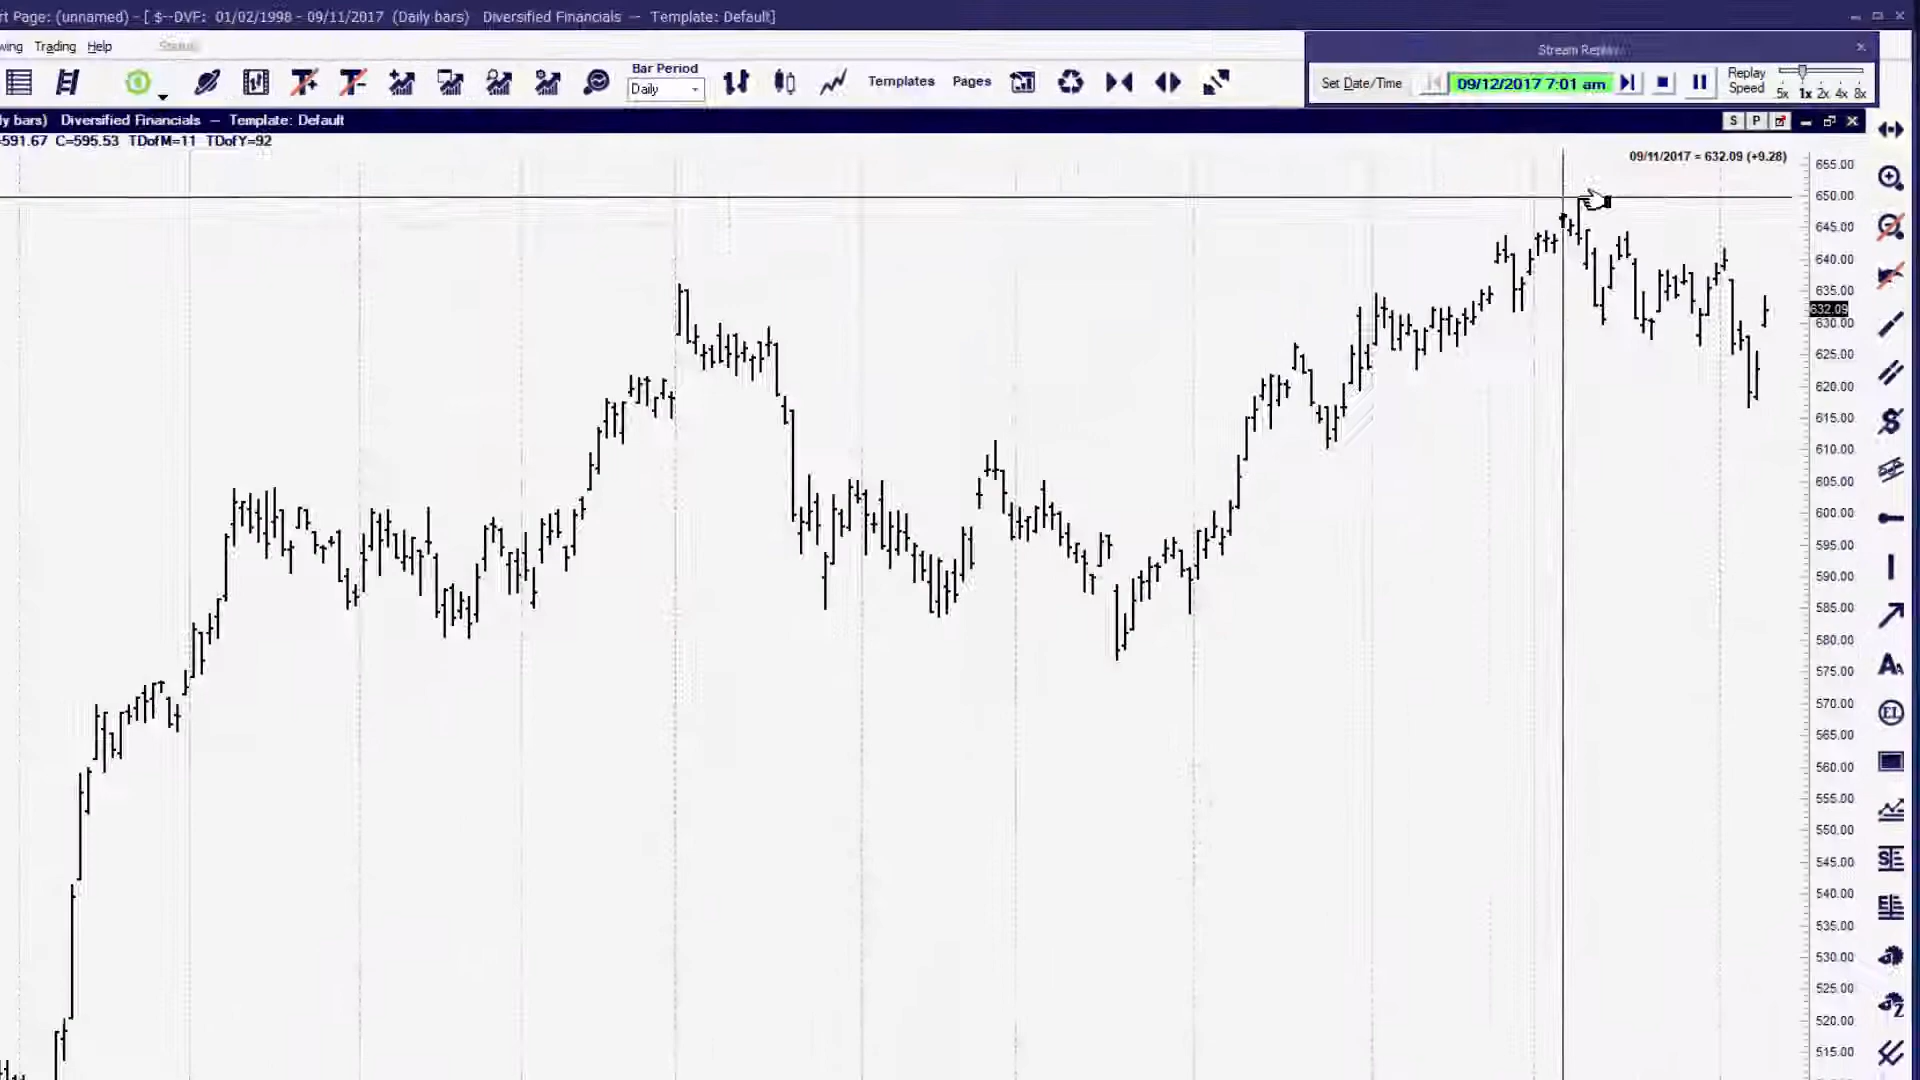 rt Page: (unnamed) - [ $--DVF: 01/02/1998 - 09/11/2017 (Daily bars) Diversified Financials -- Template: Default]
wing Trading Help Status
Stream Replay
Bar Period
Daily
Templates Pages
Set Date/Time
09/12/2017 7:01 am
Replay Speed
.5x 1x 2x 4x 8x
ly bars) Diversified Financials -- Template: Default
S P
=591.67 C=595.53 TDofM=11 TDofY=92
09/11/2017 = 632.09 (+9.28)
655.00
650.00
645.00
640.00
635.00
632.09
630.00
625.00
620.00
615.00
610.00
605.00
600.00
595.00
590.00
585.00
580.00
575.00
570.00
565.00
560.00
555.00
550.00
545.00
540.00
535.00
530.00
525.00
520.00
515.00